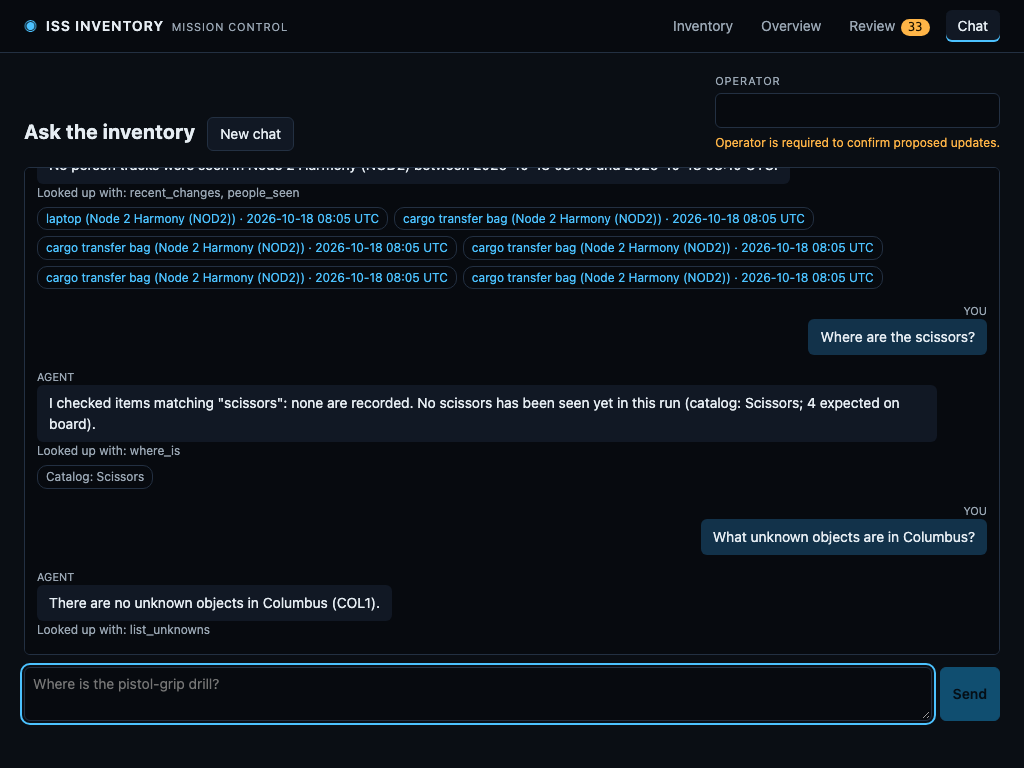 ISS INVENTORY MISSION CONTROL
Inventory
Overview
Review 33
Chat
OPERATOR
Ask the inventory
New chat
Operator is required to confirm proposed updates.
Looked up with: recent_changes, people_seen
laptop (Node 2 Harmony (NOD2)) · 2026-10-18 08:05 UTC
cargo transfer bag (Node 2 Harmony (NOD2)) · 2026-10-18 08:05 UTC
cargo transfer bag (Node 2 Harmony (NOD2)) · 2026-10-18 08:05 UTC
cargo transfer bag (Node 2 Harmony (NOD2)) · 2026-10-18 08:05 UTC
cargo transfer bag (Node 2 Harmony (NOD2)) · 2026-10-18 08:05 UTC
cargo transfer bag (Node 2 Harmony (NOD2)) · 2026-10-18 08:05 UTC
YOU
Where are the scissors?
AGENT
I checked items matching "scissors": none are recorded. No scissors has been seen yet in this run (catalog: Scissors; 4 expected on
board).
Looked up with: where_is
Catalog: Scissors
YOU
What unknown objects are in Columbus?
AGENT
There are no unknown objects in Columbus (COL1).
Looked up with: list_unknowns
Where is the pistol-grip drill?
Send